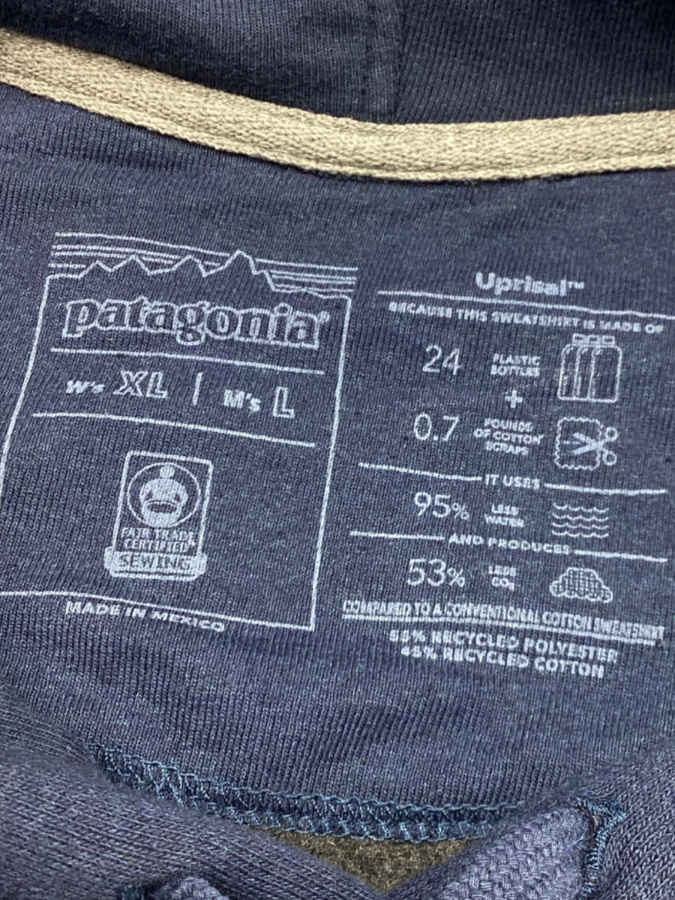 patagonia®
W's XL | M's L
FAIR TRADE
CERTIFIED™
SEWING
MADE IN MEXICO
Uprisal™
BECAUSE THIS SWEATSHIRT IS MADE OF
24 PLASTIC
BOTTLES
+
0.7 POUNDS
OF COTTON
SCRAPS
IT USES
95% LESS
WATER
AND PRODUCES
53% LESS
CO₂
COMPARED TO A CONVENTIONAL COTTON SWEATSHIRT
55% RECYCLED POLYESTER
45% RECYCLED COTTON